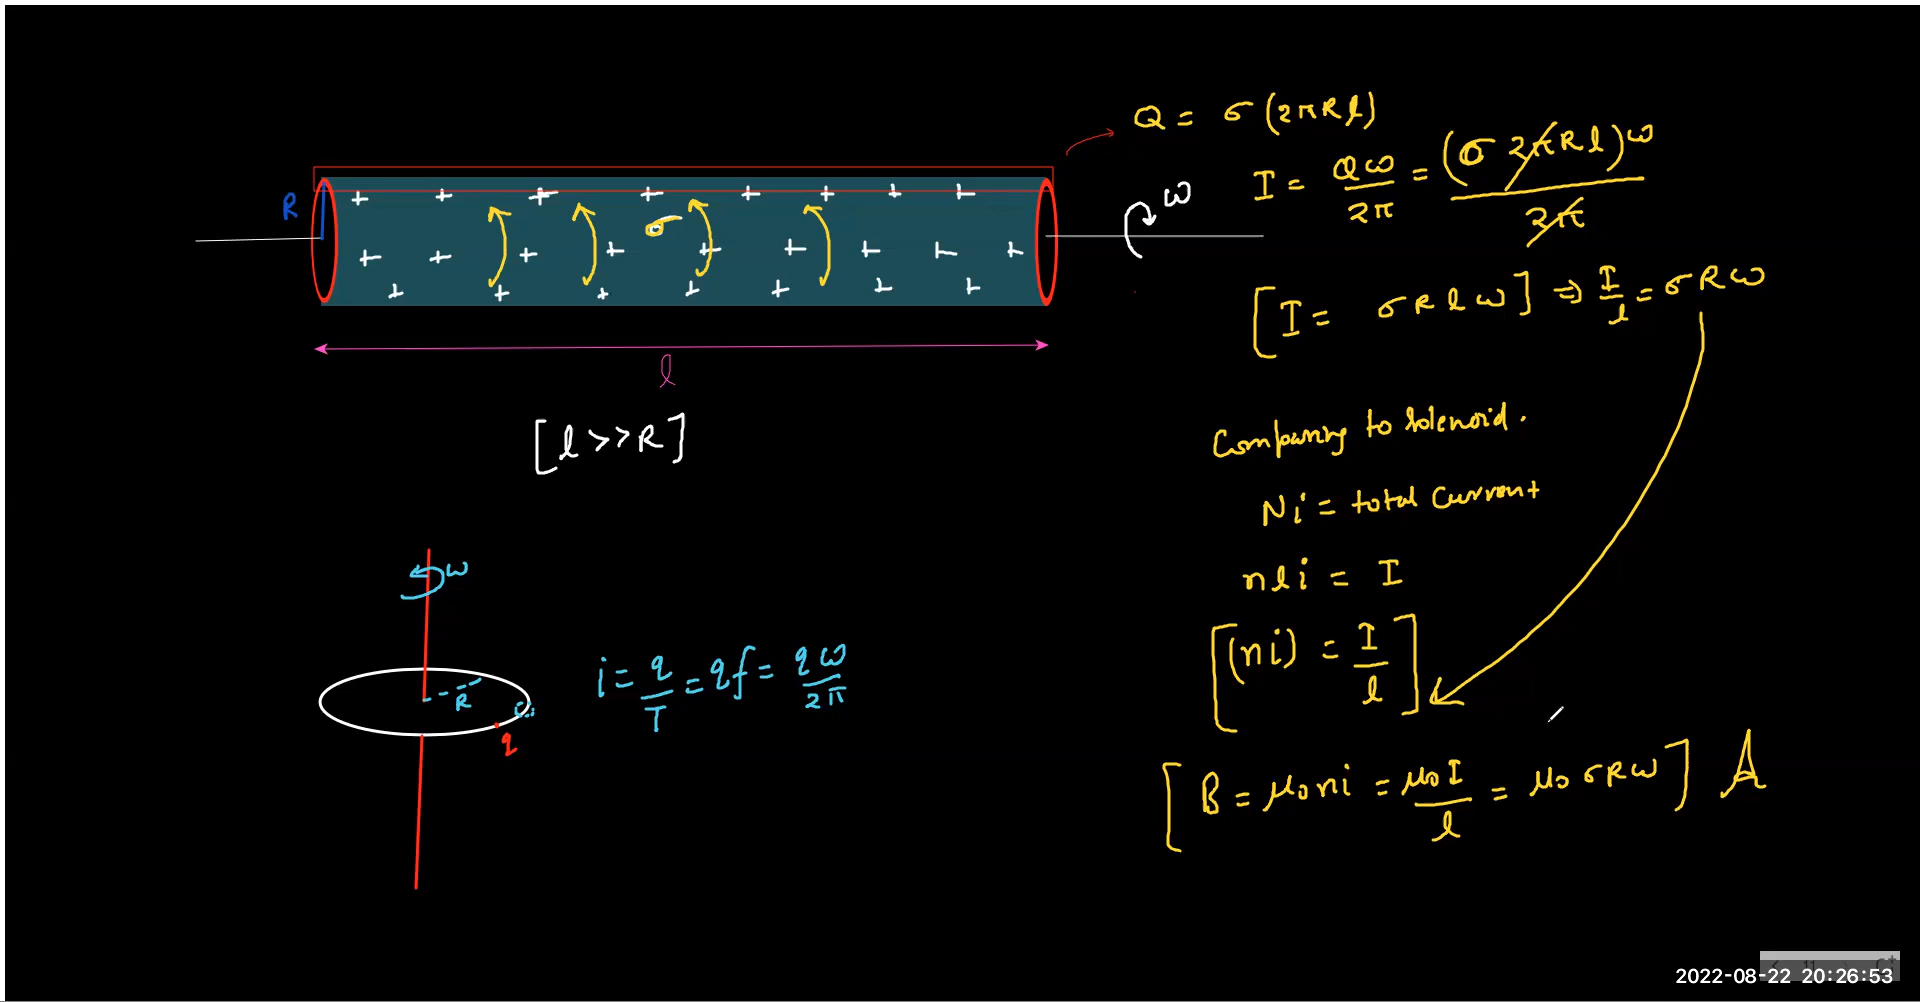 Q = σ (2πRl)
I = Qω/2π = (σ 2πRl)ω/2π
R
σ
ω
[I = σRlω] ⇒ I/l = σRω
l
[l >> R]
Comparing to Solenoid.
Ni = total current
ω
nli = I
R
i = q/T = qf = qω/2π
[(ni) = I/l]
q
[B = μ₀ni = μ₀I/l = μ₀σRω] A
2022-08-22 20:26:53